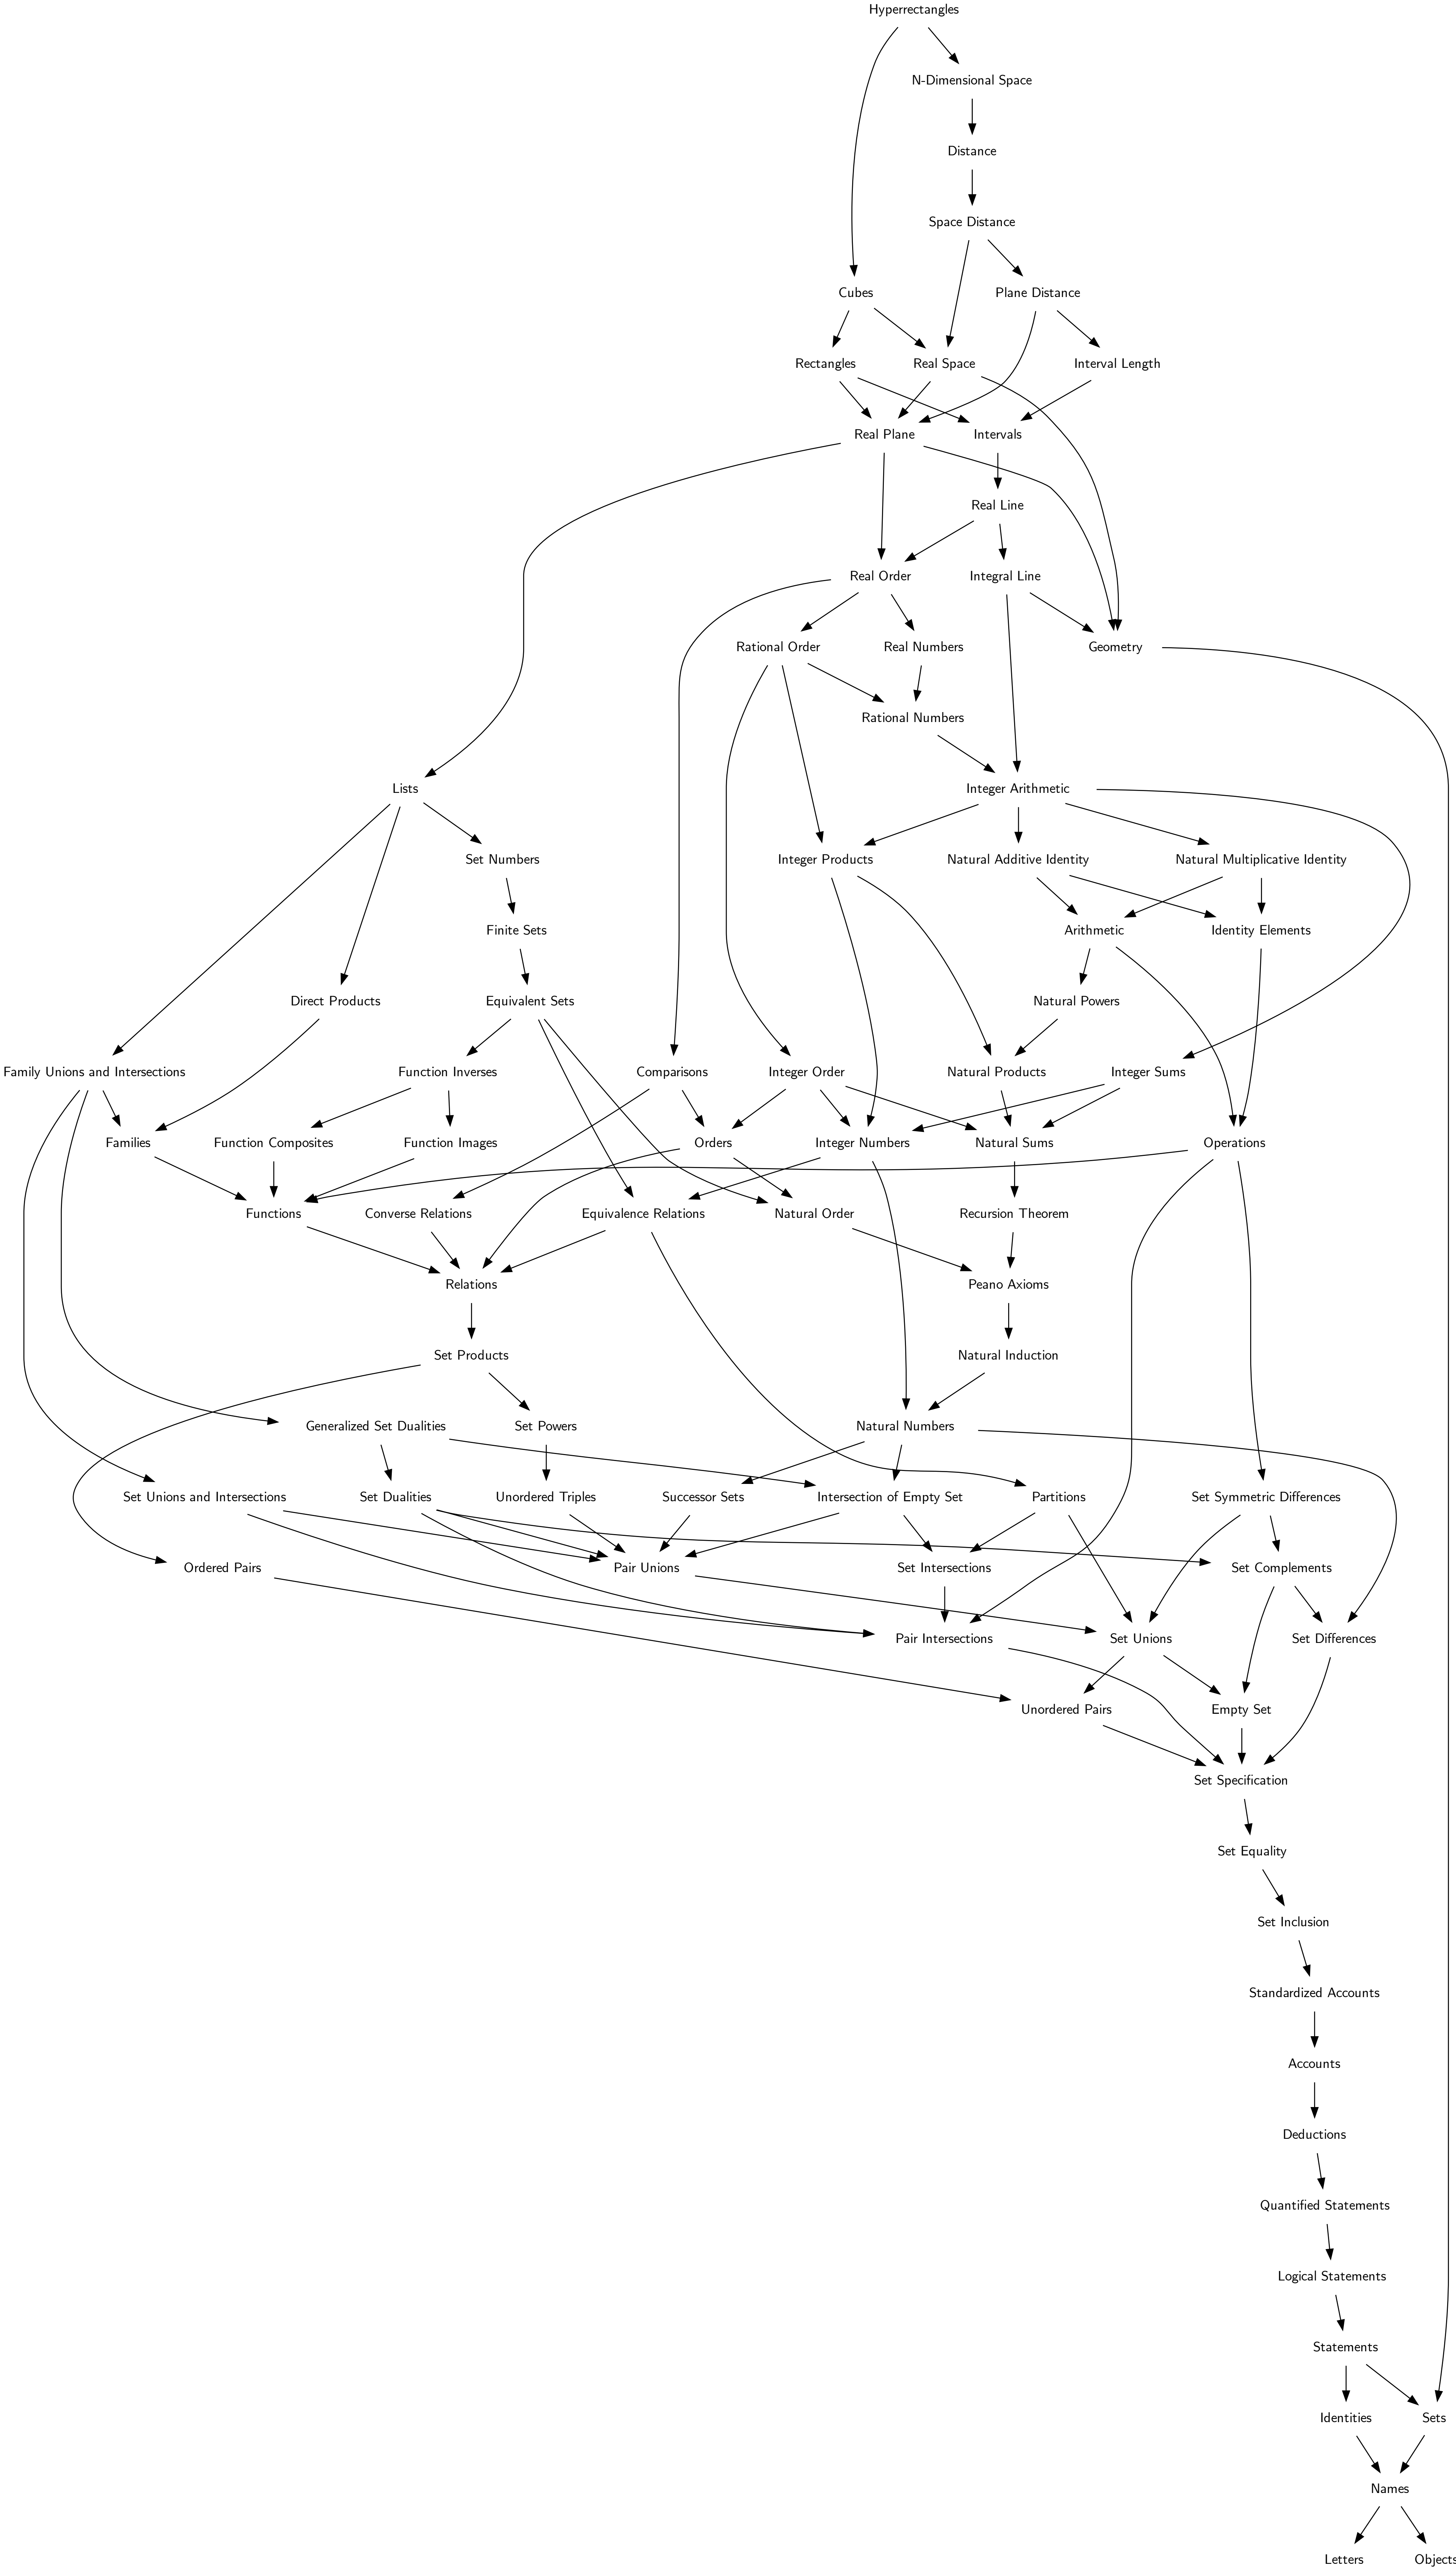 Hyperrectangles
N-Dimensional Space
Distance
Space Distance
Cubes
Plane Distance
Rectangles
Real Space
Interval Length
Real Plane
Intervals
Real Line
Real Order
Integral Line
Rational Order
Real Numbers
Geometry
Rational Numbers
Lists
Integer Arithmetic
Set Numbers
Integer Products
Natural Additive Identity
Natural Multiplicative Identity
Finite Sets
Arithmetic
Identity Elements
Direct Products
Equivalent Sets
Natural Powers
Family Unions and Intersections
Function Inverses
Comparisons
Integer Order
Natural Products
Integer Sums
Families
Function Composites
Function Images
Orders
Integer Numbers
Natural Sums
Operations
Functions
Converse Relations
Equivalence Relations
Natural Order
Recursion Theorem
Relations
Peano Axioms
Set Products
Natural Induction
Generalized Set Dualities
Set Powers
Natural Numbers
Set Unions and Intersections
Set Dualities
Unordered Triples
Successor Sets
Intersection of Empty Set
Partitions
Set Symmetric Differences
Ordered Pairs
Pair Unions
Set Intersections
Set Complements
Pair Intersections
Set Unions
Set Differences
Unordered Pairs
Empty Set
Set Specification
Set Equality
Set Inclusion
Standardized Accounts
Accounts
Deductions
Quantified Statements
Logical Statements
Statements
Identities
Sets
Names
Letters
Objects